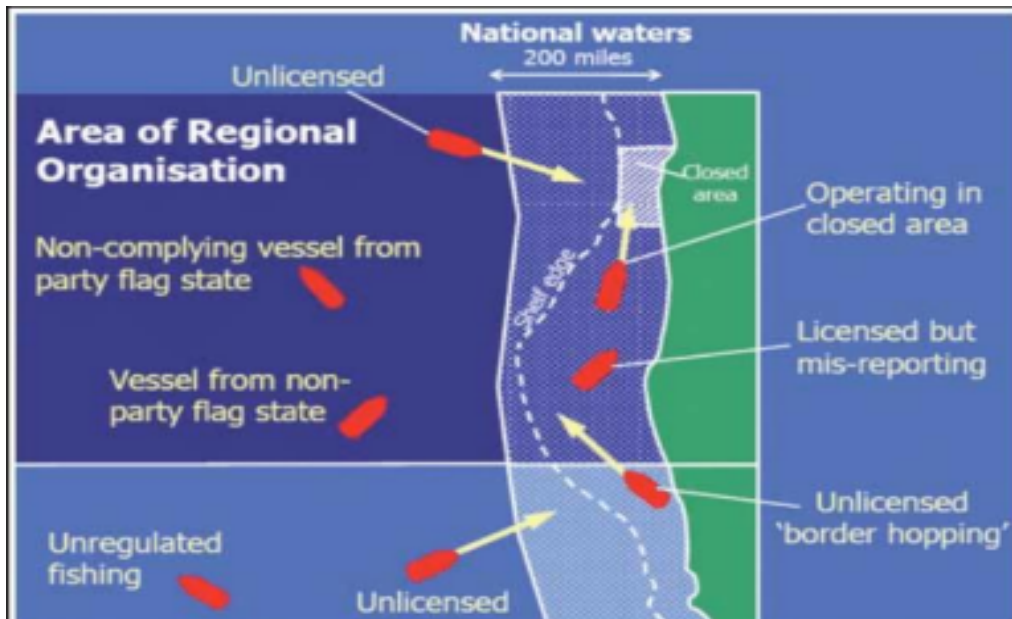 National waters
200 miles
Unlicensed
Area of Regional
Organisation
Closed
area
Operating in
closed area
Non-complying vessel from
party flag state
Shelf edge
Licensed but
mis-reporting
Vessel from non-
party flag state
Unlicensed
‘border hopping’
Unregulated
fishing
Unlicensed